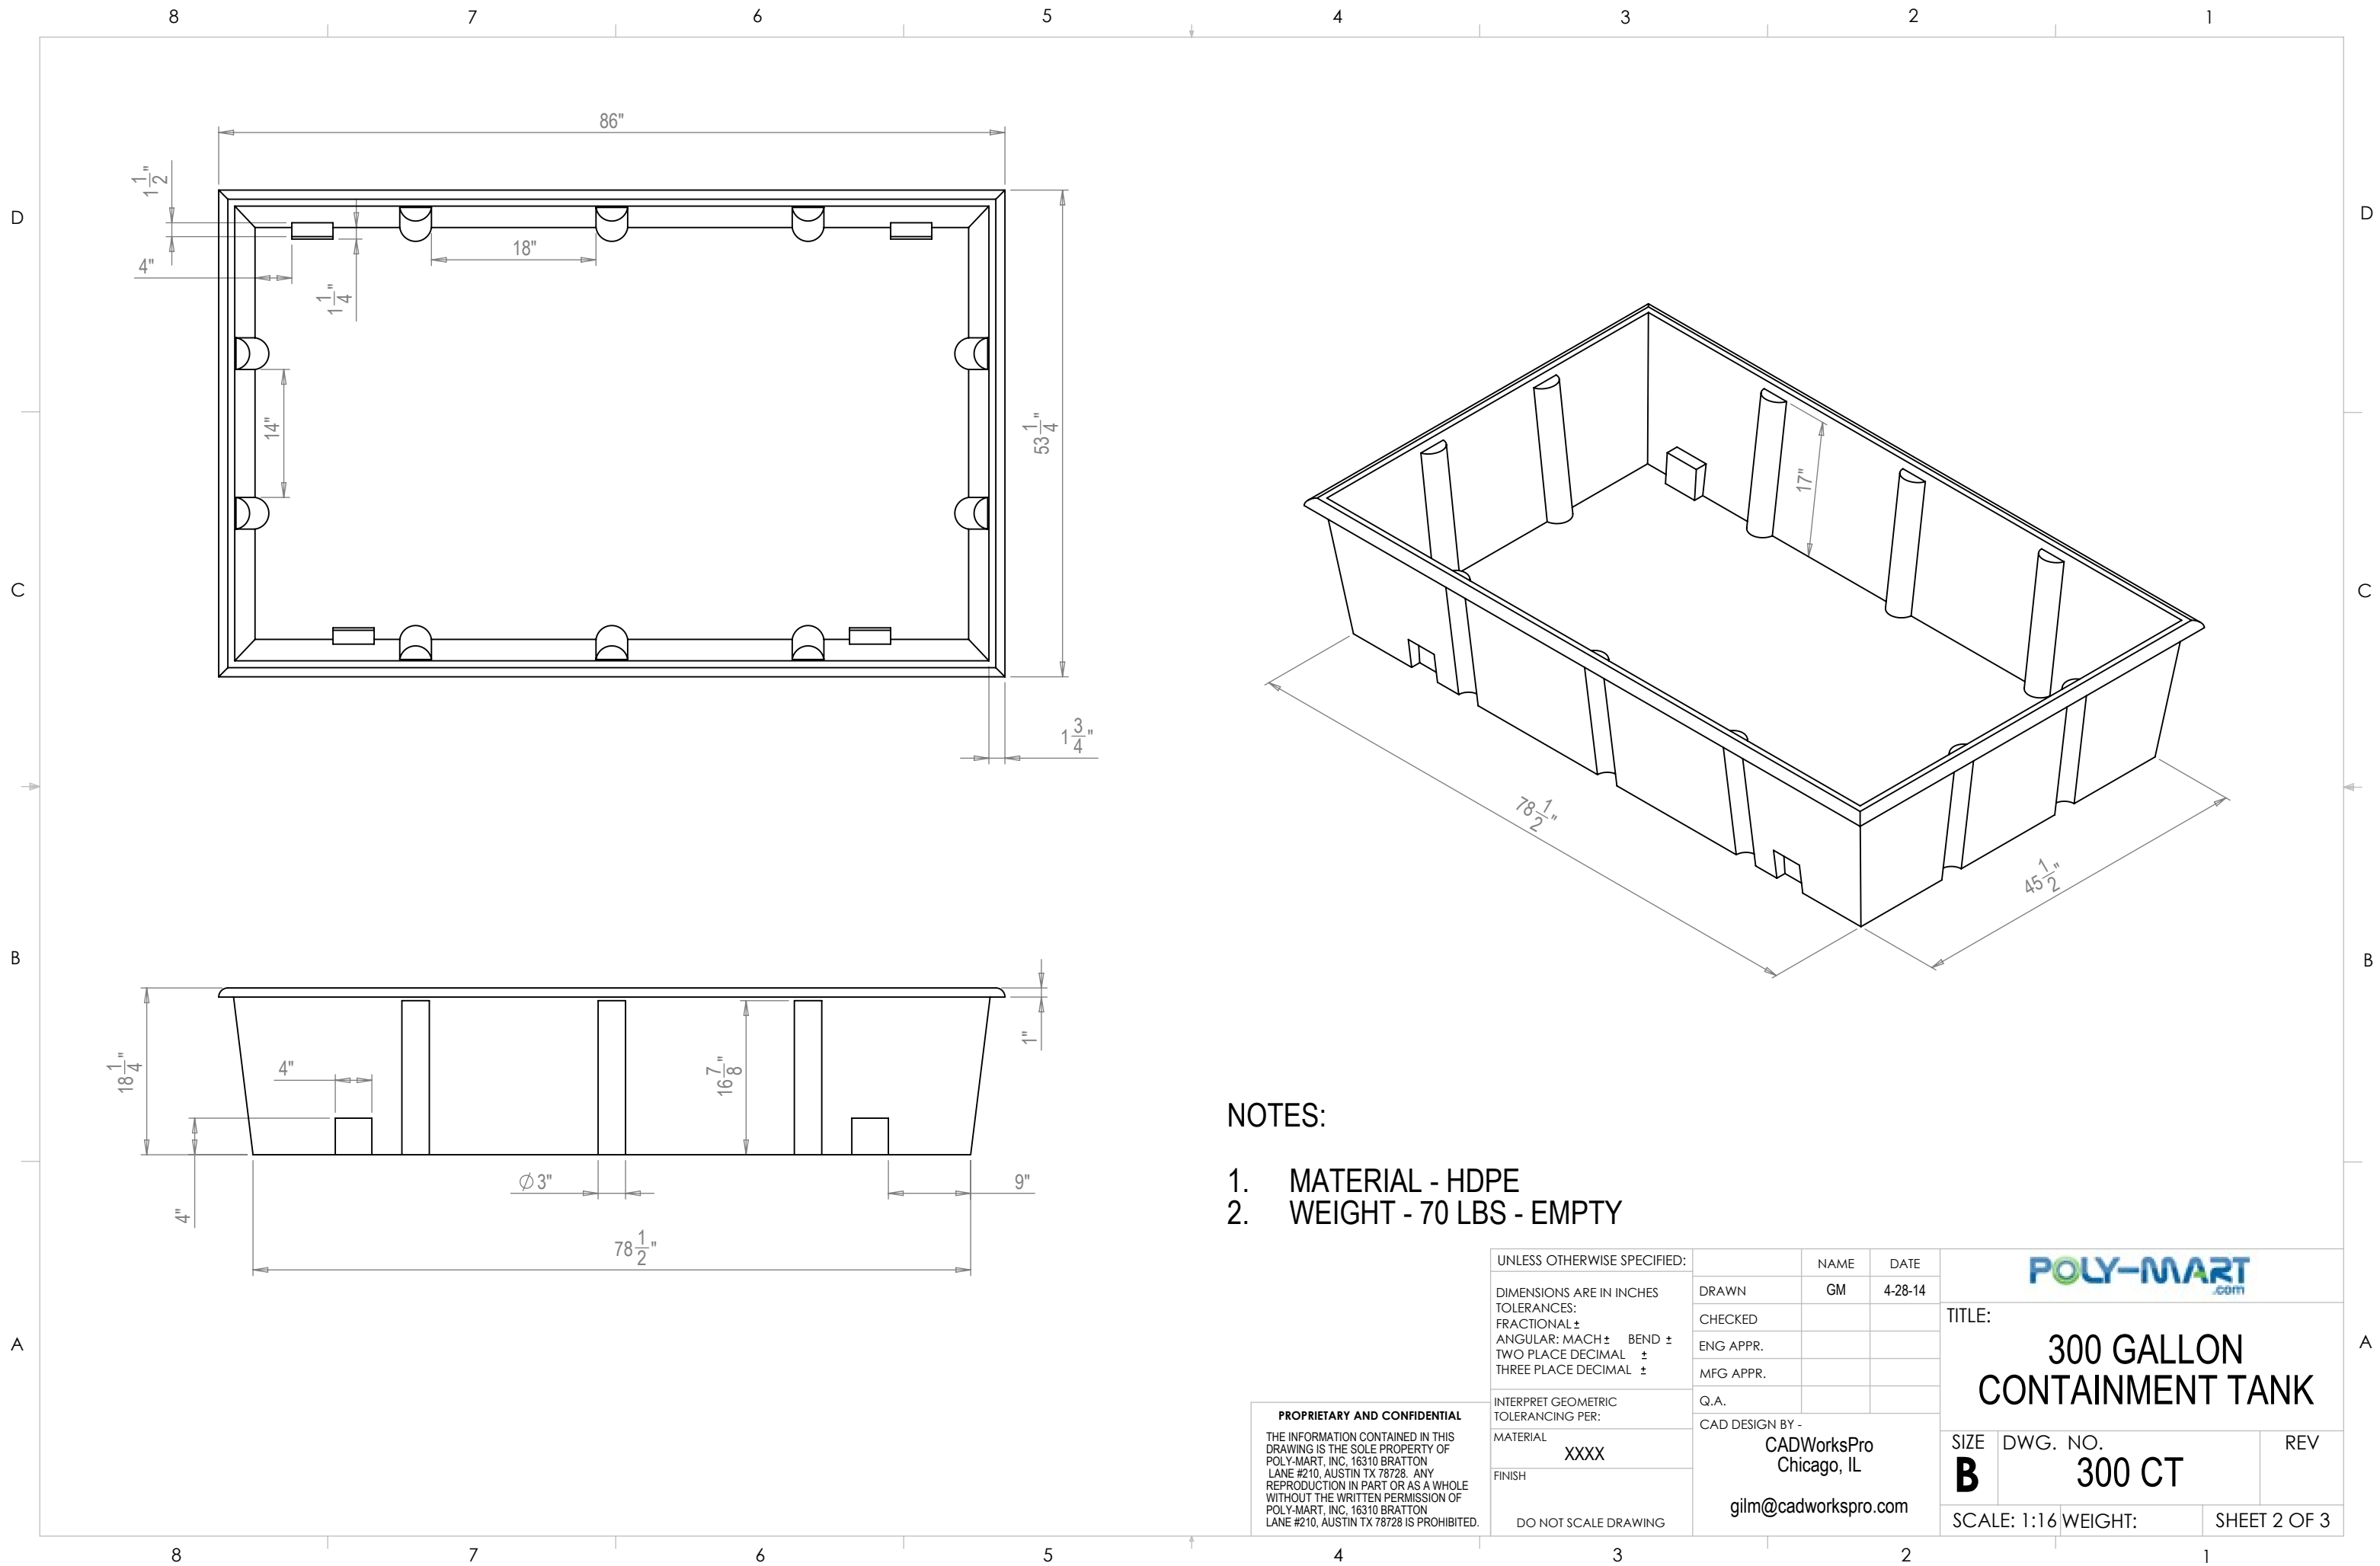 8 7 6 5 4 3 2 1
D D
C C
B B
A A
86"
1 1/2"
4"
1 1/4"
18"
14"
53 1/4"
1 3/4"
17"
78 1/2"
45 1/2"
18 1/4"
4"
4"
16 7/8"
1"
∅3"
9"
78 1/2"
NOTES:
1. MATERIAL - HDPE
2. WEIGHT - 70 LBS - EMPTY
PROPRIETARY AND CONFIDENTIAL
THE INFORMATION CONTAINED IN THIS
DRAWING IS THE SOLE PROPERTY OF
POLY-MART, INC, 16310 BRATTON
LANE #210, AUSTIN TX 78728. ANY
REPRODUCTION IN PART OR AS A WHOLE
WITHOUT THE WRITTEN PERMISSION OF
POLY-MART, INC, 16310 BRATTON
LANE #210, AUSTIN TX 78728 IS PROHIBITED.
UNLESS OTHERWISE SPECIFIED:
DIMENSIONS ARE IN INCHES
TOLERANCES:
FRACTIONAL ±
ANGULAR: MACH ± BEND ±
TWO PLACE DECIMAL ±
THREE PLACE DECIMAL ±
INTERPRET GEOMETRIC
TOLERANCING PER:
MATERIAL
XXXX
FINISH
DO NOT SCALE DRAWING
NAME DATE
DRAWN GM 4-28-14
CHECKED
ENG APPR.
MFG APPR.
Q.A.
CAD DESIGN BY -
CADWorksPro
Chicago, IL
gilm@cadworkspro.com
POLY-MART
.com
TITLE:
300 GALLON
CONTAINMENT TANK
SIZE DWG. NO. REV
B 300 CT
SCALE: 1:16 WEIGHT: SHEET 2 OF 3
8 7 6 5 4 3 2 1